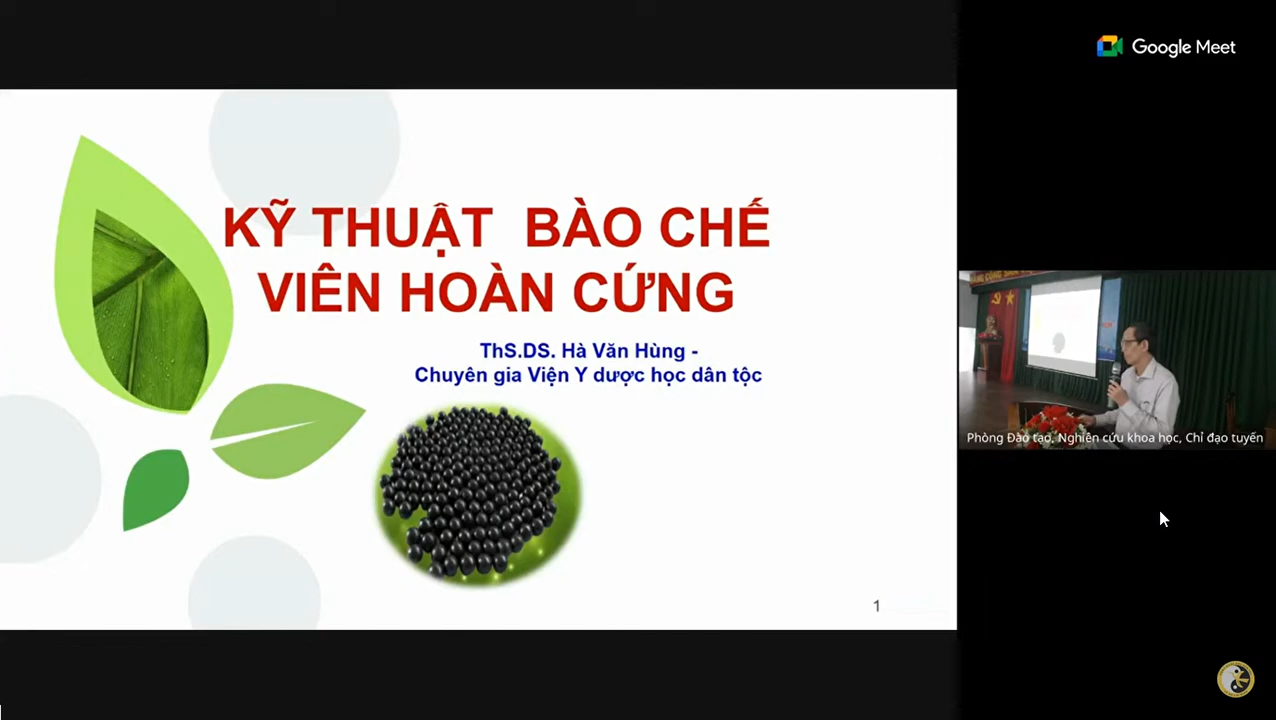 Google Meet
KỸ THUẬT BÀO CHẾ
VIÊN HOÀN CỨNG
ThS.DS. Hà Văn Hùng -
Chuyên gia Viện Y dược học dân tộc
Phòng Đào tạo, Nghiên cứu khoa học, Chỉ đạo tuyến
1